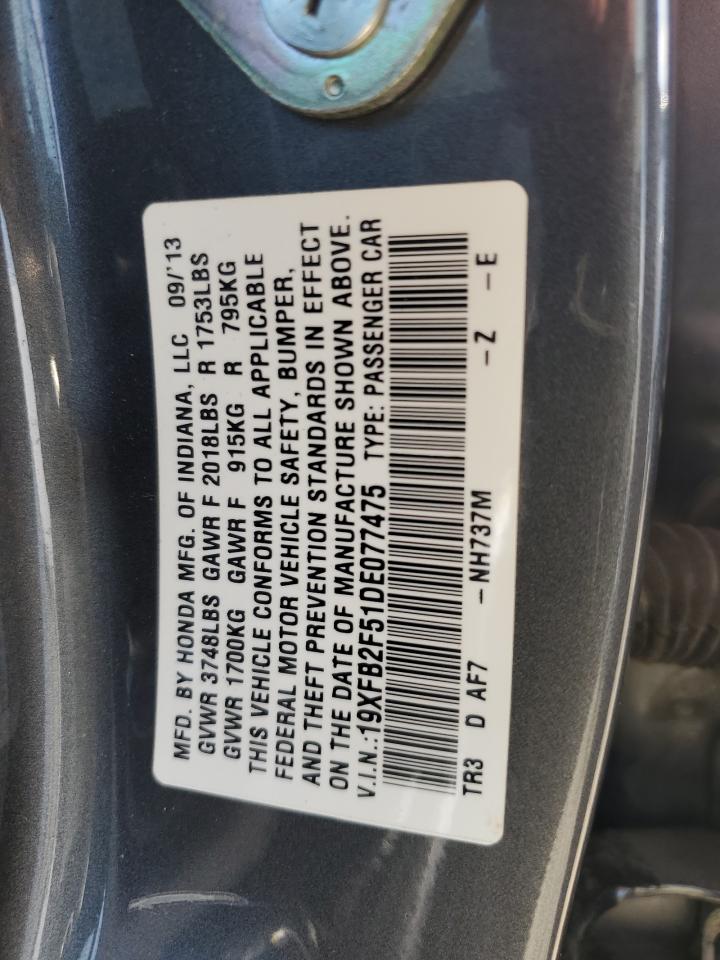 MFD. BY HONDA MFG. OF INDIANA, LLC 09/'13
GVWR 3748LBS GAWR F 2018LBS R 1753LBS
GVWR 1700KG GAWR F 915KG R 795KG
THIS VEHICLE CONFORMS TO ALL APPLICABLE
FEDERAL MOTOR VEHICLE SAFETY, BUMPER,
AND THEFT PREVENTION STANDARDS IN EFFECT
ON THE DATE OF MANUFACTURE SHOWN ABOVE.
V.I.N.:19XFB2F51DE077475 TYPE: PASSENGER CAR
TR3 D AF7 -NH737M -Z -E